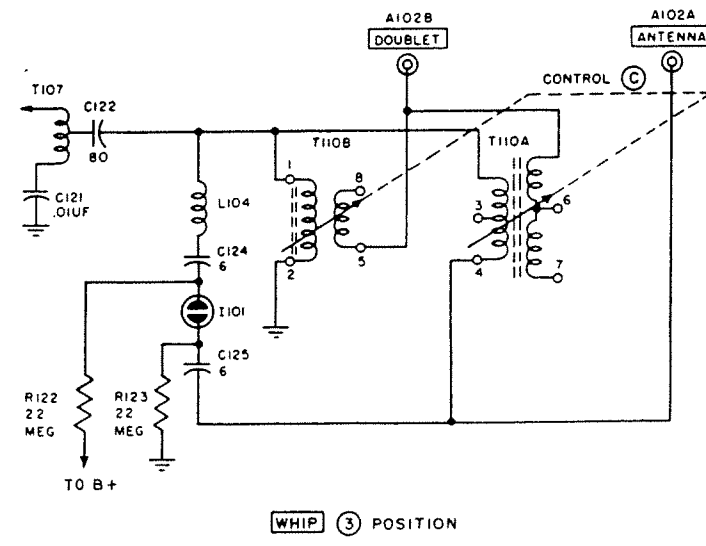 A102B
DOUBLET
A102A
ANTENNA
CONTROL C
T107
C122
80
T110B
T110A
1
8
3
6
L104
C121
.01UF
C124
6
2
5
4
7
I101
C125
6
R122
22
MEG
R123
22
MEG
TO B+
WHIP 3 POSITION